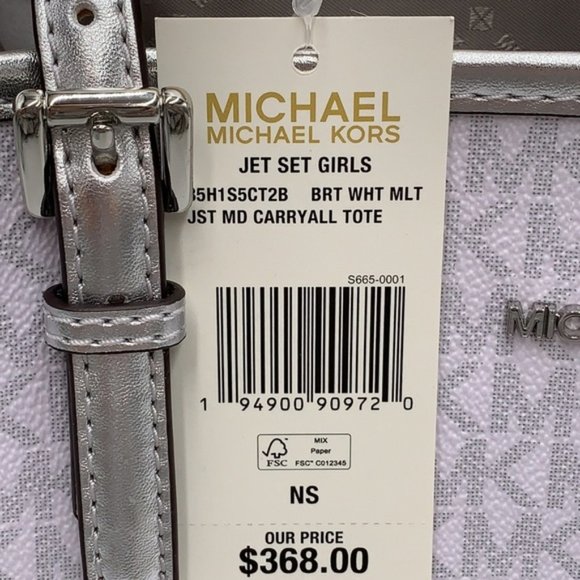 MICHAEL
MICHAEL KORS
JET SET GIRLS
35H1S5CT2B BRT WHT MLT
JST MD CARRYALL TOTE
S665-0001
1 94900 90972 0
FSC
MIX
Paper
FSC™ C012345
NS
OUR PRICE
$368.00
MIC